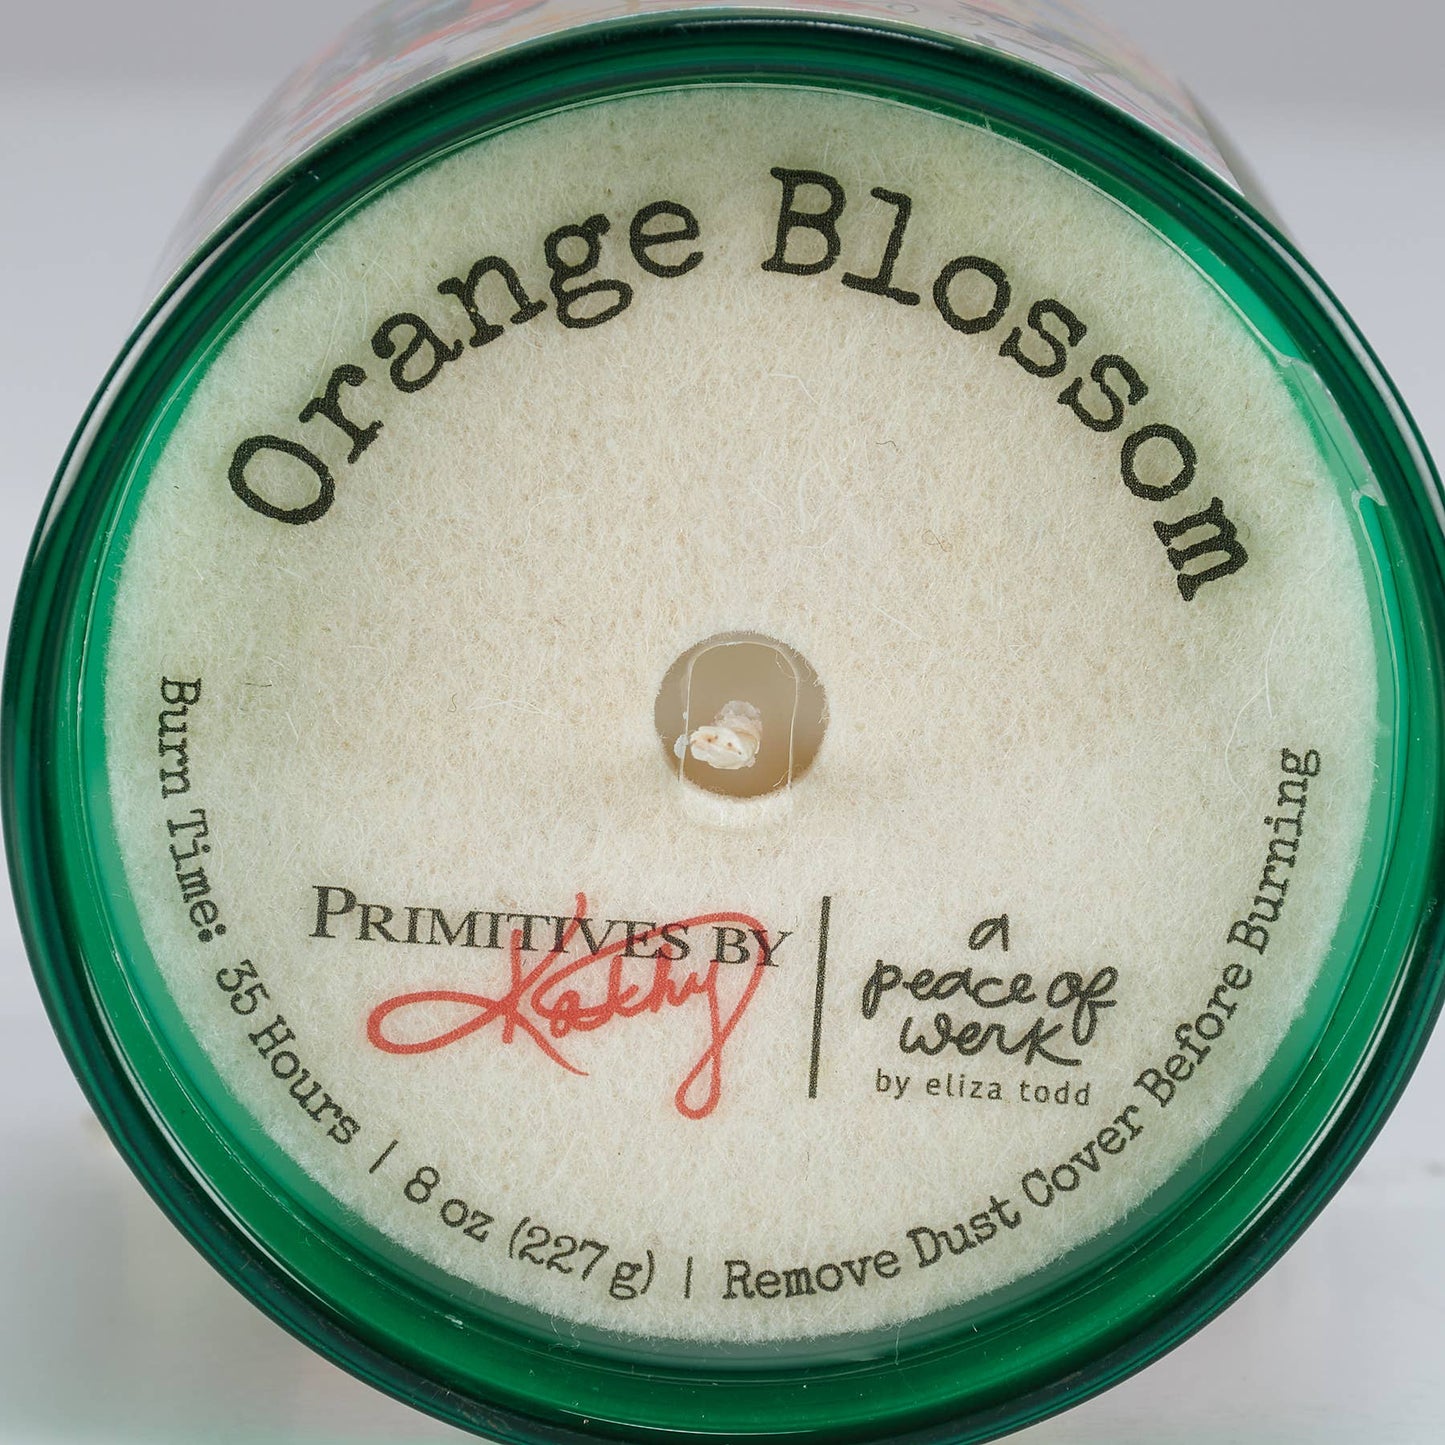 Orange Blossom
PRIMITIVES BY
Kathy
a
peace of
werk
by eliza todd
Burn Time: 35 Hours | 8 oz (227 g) | Remove Dust Cover Before Burning